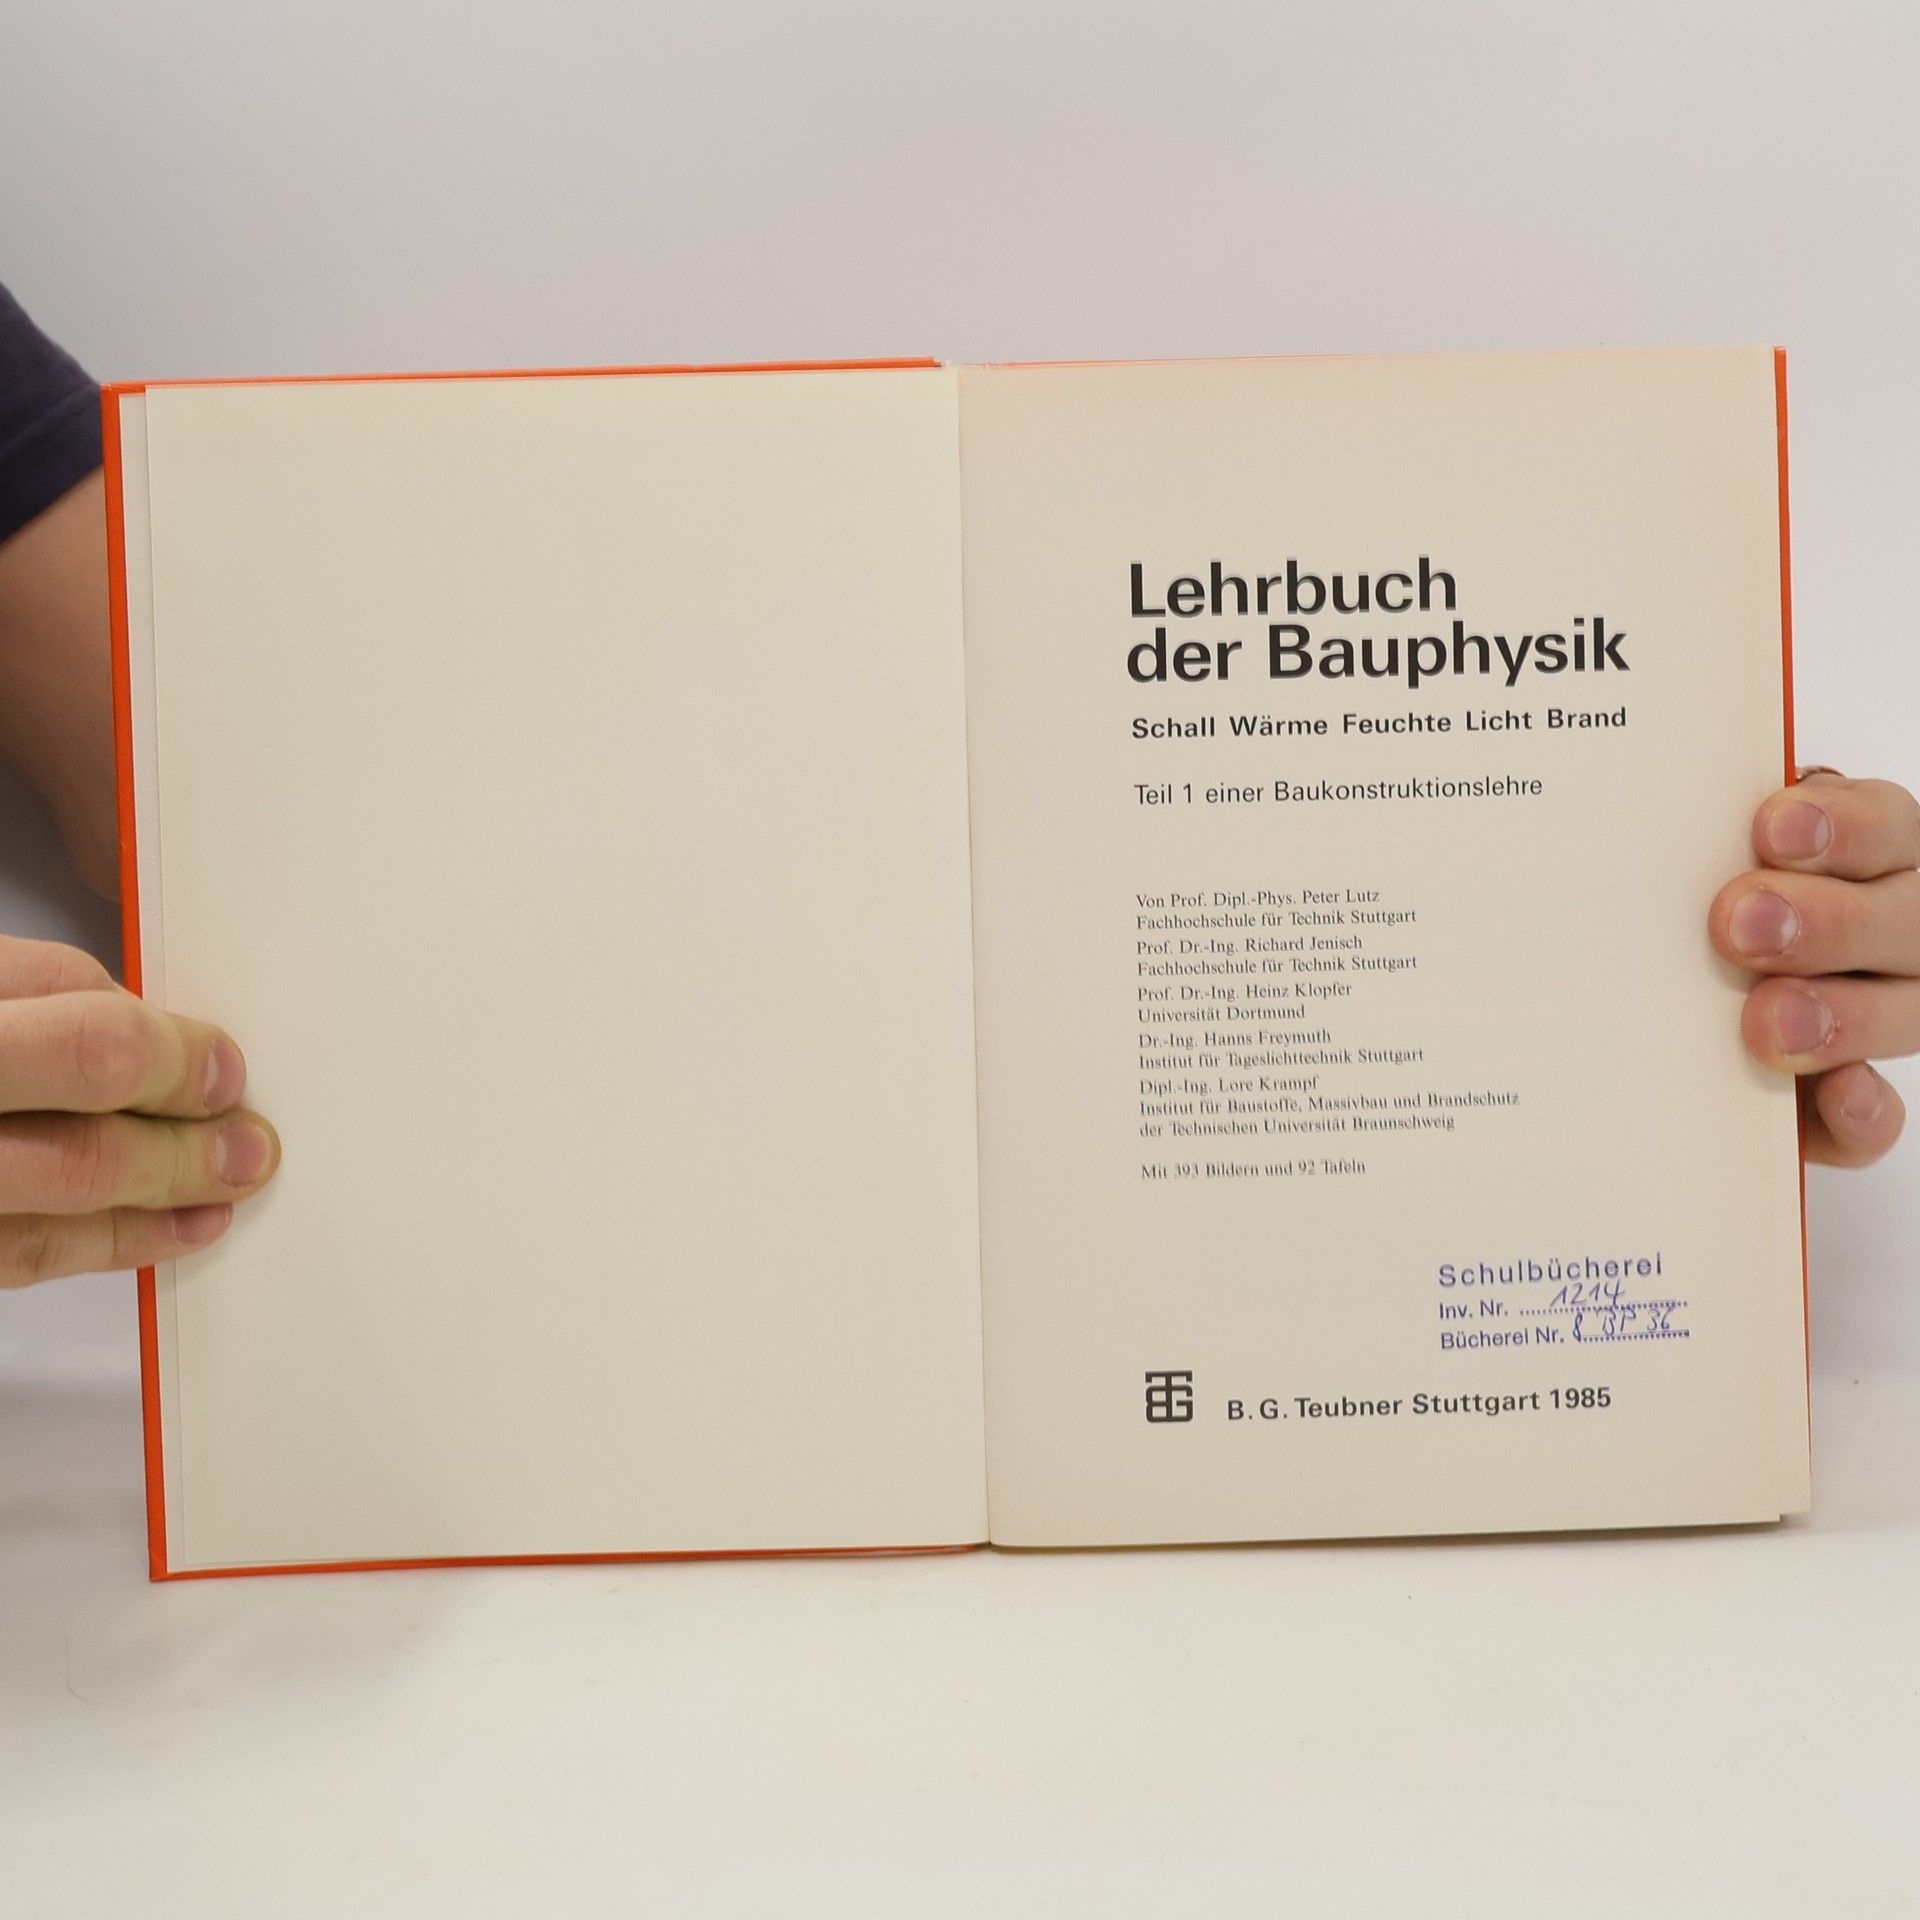 Lehrbuch
der Bauphysik
Schall Wärme Feuchte Licht Brand
Teil 1 einer Baukonstruktionslehre
Von Prof. Dipl.-Phys. Peter Lutz
Fachhochschule für Technik Stuttgart
Prof. Dr.-Ing. Richard Jenisch
Fachhochschule für Technik Stuttgart
Prof. Dr.-Ing. Heinz Klopfer
Universität Dortmund
Dr.-Ing. Hanns Freymuth
Institut für Tageslichttechnik Stuttgart
Dipl.-Ing. Lore Krampf
Institut für Baustoffe, Massivbau und Brandschutz
der Technischen Universität Braunschweig
Mit 393 Bildern und 92 Tafeln
Schulbücherei
Inv. Nr. 1214
Bücherei Nr. 8 BP 36
B. G. Teubner Stuttgart 1985